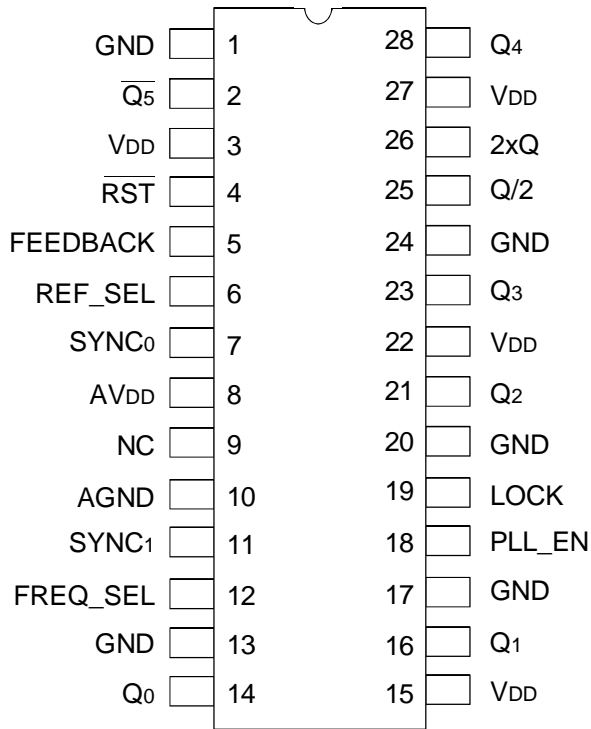 GND 1 28 Q4
Q̅5̅ 2 27 VDD
VDD 3 26 2xQ
R̅S̅T̅ 4 25 Q/2
FEEDBACK 5 24 GND
REF_SEL 6 23 Q3
SYNC0 7 22 VDD
AVDD 8 21 Q2
NC 9 20 GND
AGND 10 19 LOCK
SYNC1 11 18 PLL_EN
FREQ_SEL 12 17 GND
GND 13 16 Q1
Q0 14 15 VDD